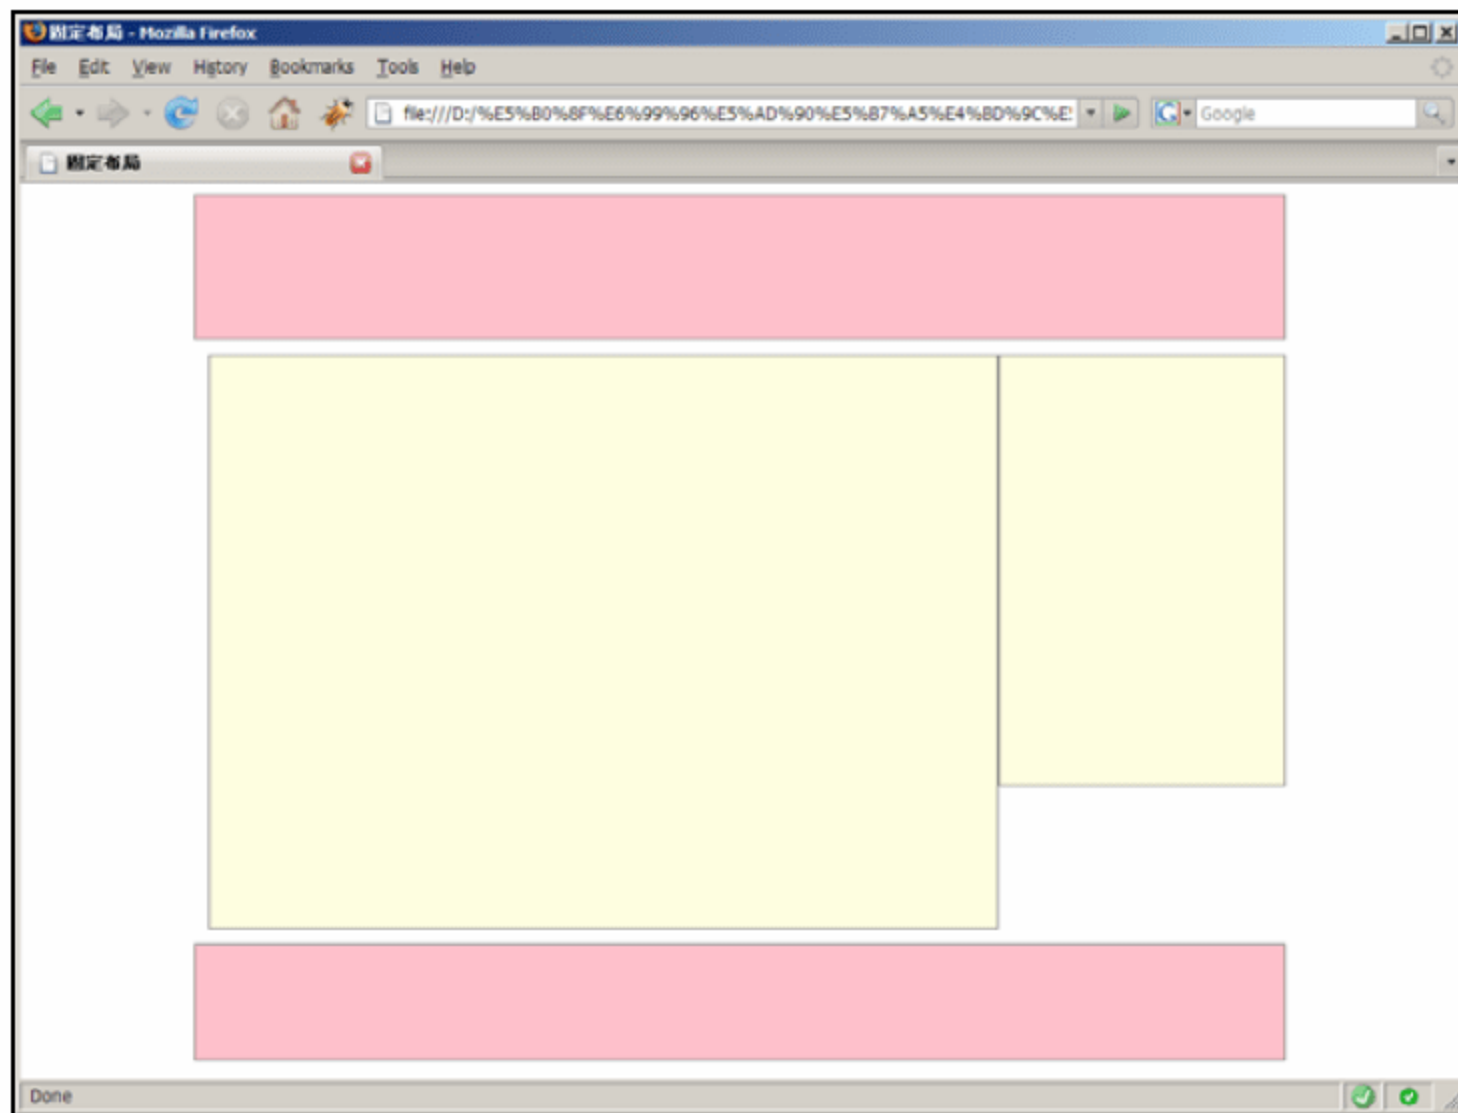 固定布局 - Mozilla Firefox
File Edit View History Bookmarks Tools Help
file:///D:/%E5%B0%8F%E6%99%96%E5%AD%90%E5%B7%A5%E4%BD%9C%E! Google
固定布局
Done